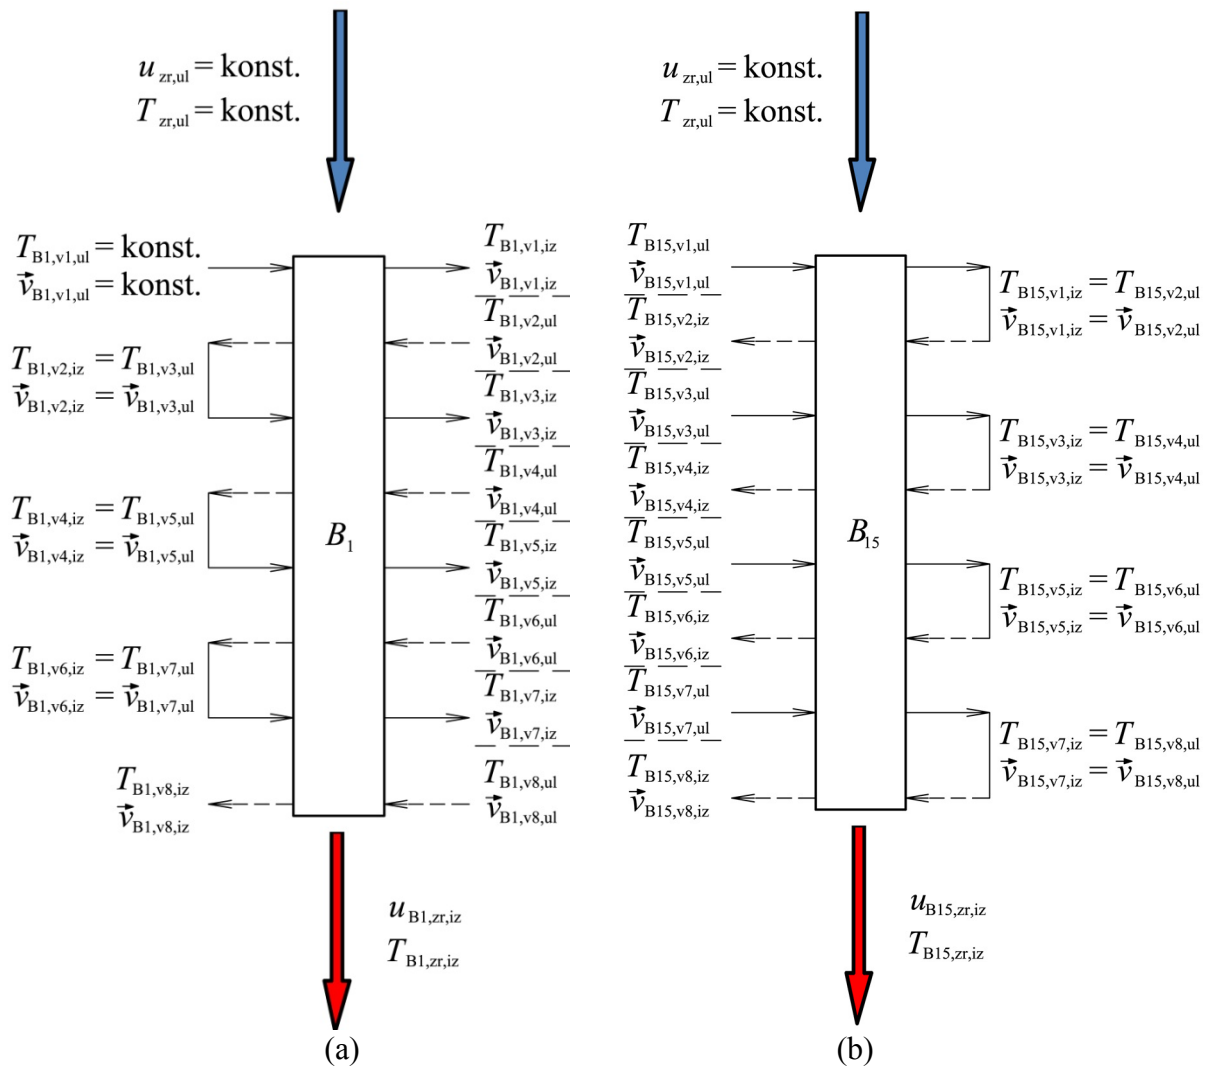 u zr,ul = konst.
T zr,ul = konst.
T B1,v1,ul = konst.
v⃗ B1,v1,ul = konst.
T B1,v2,iz = T B1,v3,ul
v⃗ B1,v2,iz = v⃗ B1,v3,ul
T B1,v4,iz = T B1,v5,ul
v⃗ B1,v4,iz = v⃗ B1,v5,ul
T B1,v6,iz = T B1,v7,ul
v⃗ B1,v6,iz = v⃗ B1,v7,ul
T B1,v8,iz
v⃗ B1,v8,iz
B 1
T B1,v1,iz
v⃗ B1,v1,iz
T B1,v2,ul
v⃗ B1,v2,ul
T B1,v3,iz
v⃗ B1,v3,iz
T B1,v4,ul
v⃗ B1,v4,ul
T B1,v5,iz
v⃗ B1,v5,iz
T B1,v6,ul
v⃗ B1,v6,ul
T B1,v7,iz
v⃗ B1,v7,iz
T B1,v8,ul
v⃗ B1,v8,ul
u B1,zr,iz
T B1,zr,iz
(a)
u zr,ul = konst.
T zr,ul = konst.
T B15,v1,ul
v⃗ B15,v1,ul
T B15,v2,iz
v⃗ B15,v2,iz
T B15,v3,ul
v⃗ B15,v3,ul
T B15,v4,iz
v⃗ B15,v4,iz
T B15,v5,ul
v⃗ B15,v5,ul
T B15,v6,iz
v⃗ B15,v6,iz
T B15,v7,ul
v⃗ B15,v7,ul
T B15,v8,iz
v⃗ B15,v8,iz
B 15
T B15,v1,iz = T B15,v2,ul
v⃗ B15,v1,iz = v⃗ B15,v2,ul
T B15,v3,iz = T B15,v4,ul
v⃗ B15,v3,iz = v⃗ B15,v4,ul
T B15,v5,iz = T B15,v6,ul
v⃗ B15,v5,iz = v⃗ B15,v6,ul
T B15,v7,iz = T B15,v8,ul
v⃗ B15,v7,iz = v⃗ B15,v8,ul
u B15,zr,iz
T B15,zr,iz
(b)